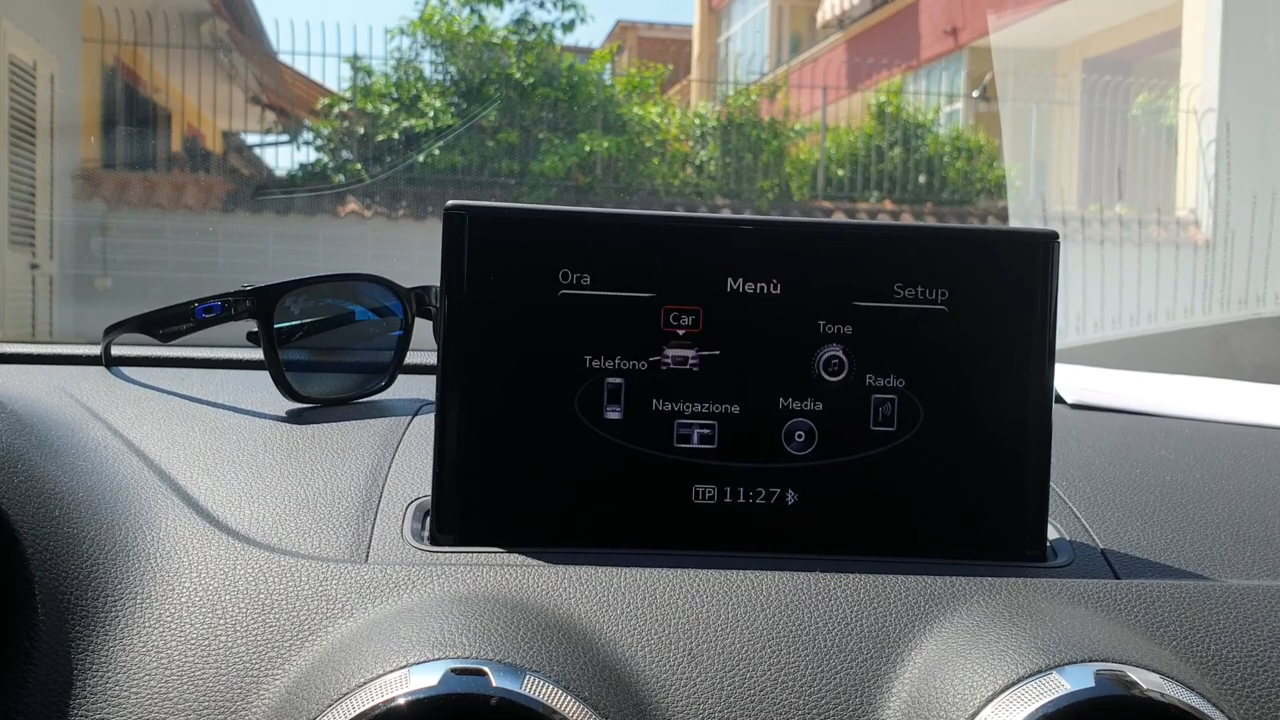 Ora
Menù
Setup
Car
Tone
Telefono
Radio
Navigazione
Media
TP 11:27